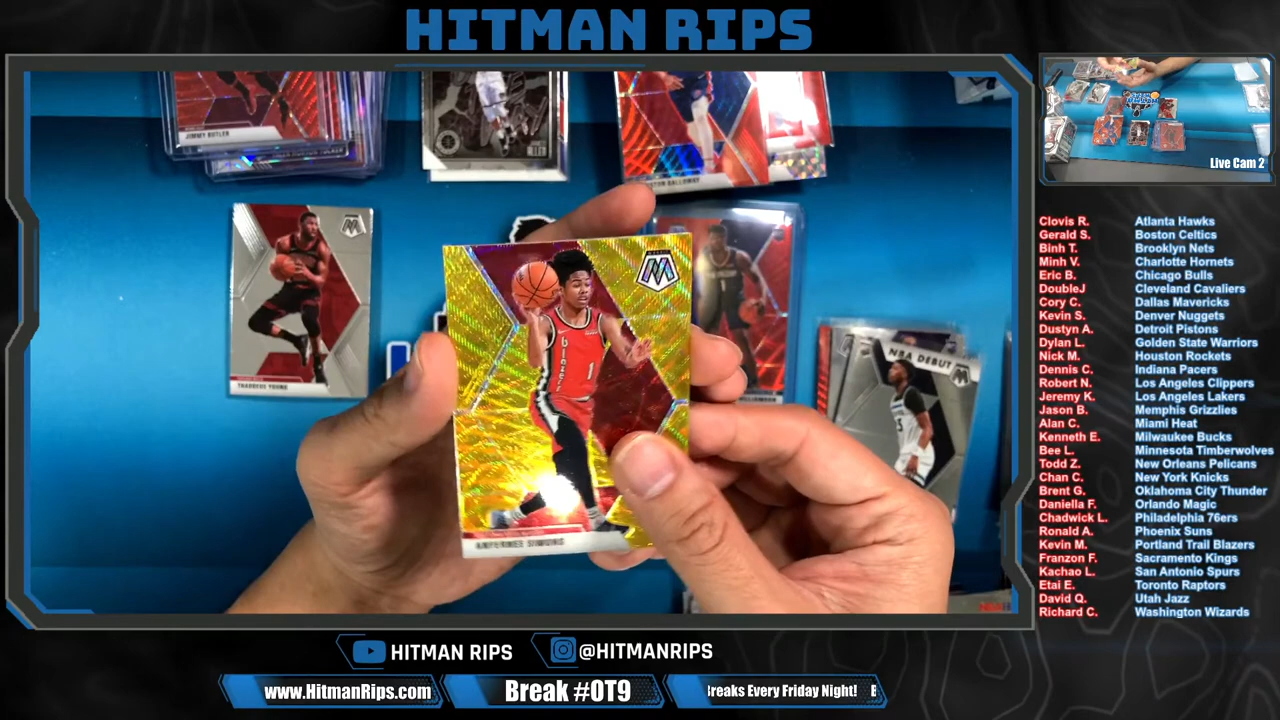 HITMAN RIPS
JIMMY BUTLER
GALLOWAY
Live Cam 2
THADDEUS YOUNG
blazers
1
ANFERNEE SIMONS
NBA DEBUT
Clovis R. Atlanta Hawks
Gerald S. Boston Celtics
Binh T. Brooklyn Nets
Minh V. Charlotte Hornets
Eric B. Chicago Bulls
DoubleJ Cleveland Cavaliers
Cory C. Dallas Mavericks
Kevin S. Denver Nuggets
Dustyn A. Detroit Pistons
Dylan L. Golden State Warriors
Nick M. Houston Rockets
Dennis C. Indiana Pacers
Robert N. Los Angeles Clippers
Jeremy K. Los Angeles Lakers
Jason B. Memphis Grizzlies
Alan C. Miami Heat
Kenneth E. Milwaukee Bucks
Bee L. Minnesota Timberwolves
Todd Z. New Orleans Pelicans
Chan C. New York Knicks
Brent G. Oklahoma City Thunder
Daniella F. Orlando Magic
Chadwick L. Philadelphia 76ers
Ronald A. Phoenix Suns
Kevin M. Portland Trail Blazers
Franzon F. Sacramento Kings
Kachao L. San Antonio Spurs
Etai E. Toronto Raptors
David Q. Utah Jazz
Richard C. Washington Wizards
HITMAN RIPS @HITMANRIPS
www.HitmanRips.com Break #0T9 Breaks Every Friday Night!